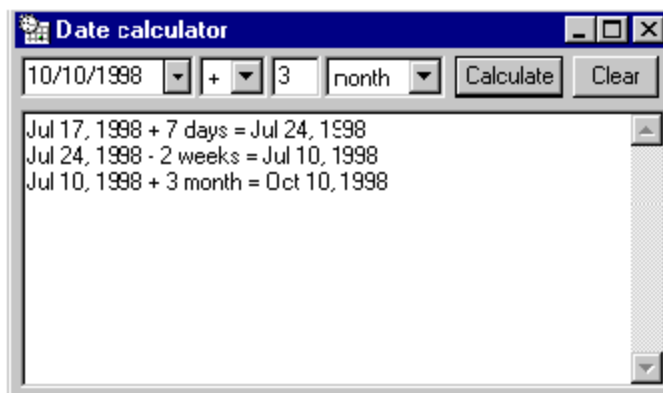 Date calculator
10/10/1998 + 3 month Calculate Clear
Jul 17, 1998 + 7 days = Jul 24, 1998
Jul 24, 1998 - 2 weeks = Jul 10, 1998
Jul 10, 1998 + 3 month = Oct 10, 1998